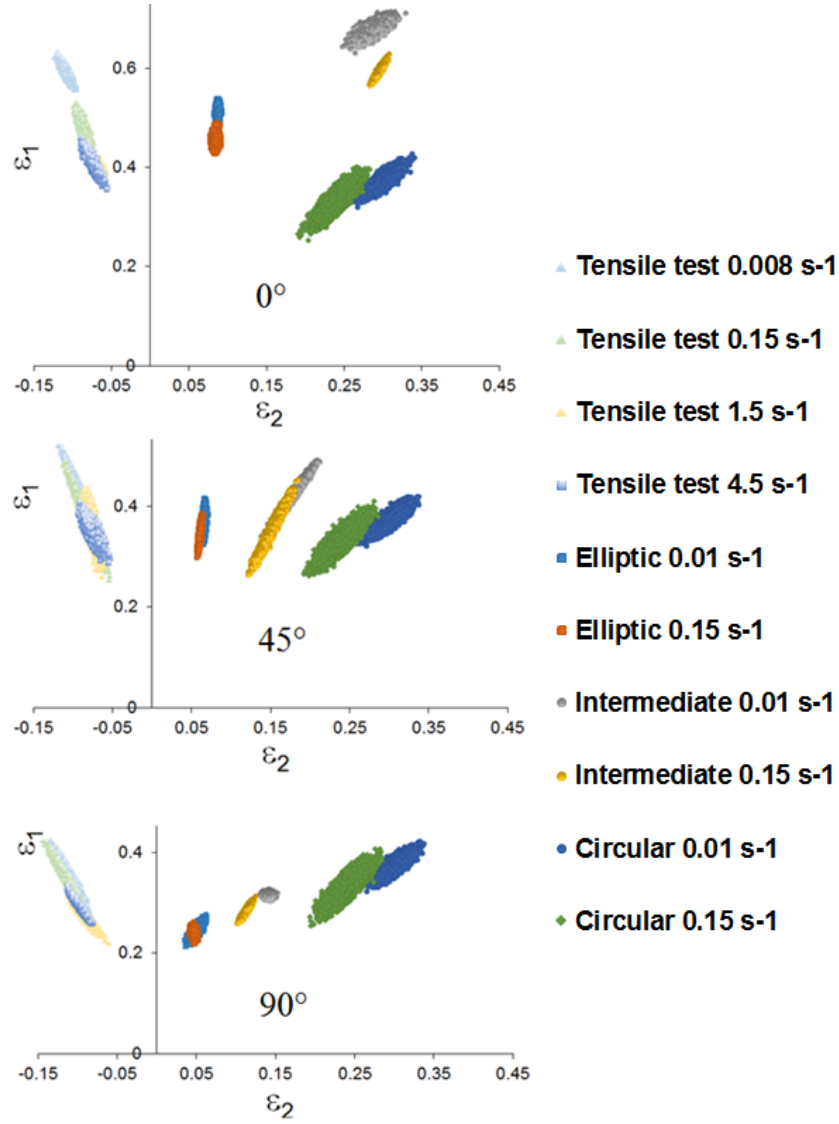 0.6
ε1
0.4
0.2
0°
0
-0.15 -0.05 0.05 0.15 0.25 0.35 0.45
ε2
ε1
0.4
0.2
45°
0
-0.15 -0.05 0.05 0.15 0.25 0.35 0.45
ε2
ε1
0.4
0.2
90°
0
-0.15 -0.05 0.05 0.15 0.25 0.35 0.45
ε2
Tensile test 0.008 s-1
Tensile test 0.15 s-1
Tensile test 1.5 s-1
Tensile test 4.5 s-1
Elliptic 0.01 s-1
Elliptic 0.15 s-1
Intermediate 0.01 s-1
Intermediate 0.15 s-1
Circular 0.01 s-1
Circular 0.15 s-1